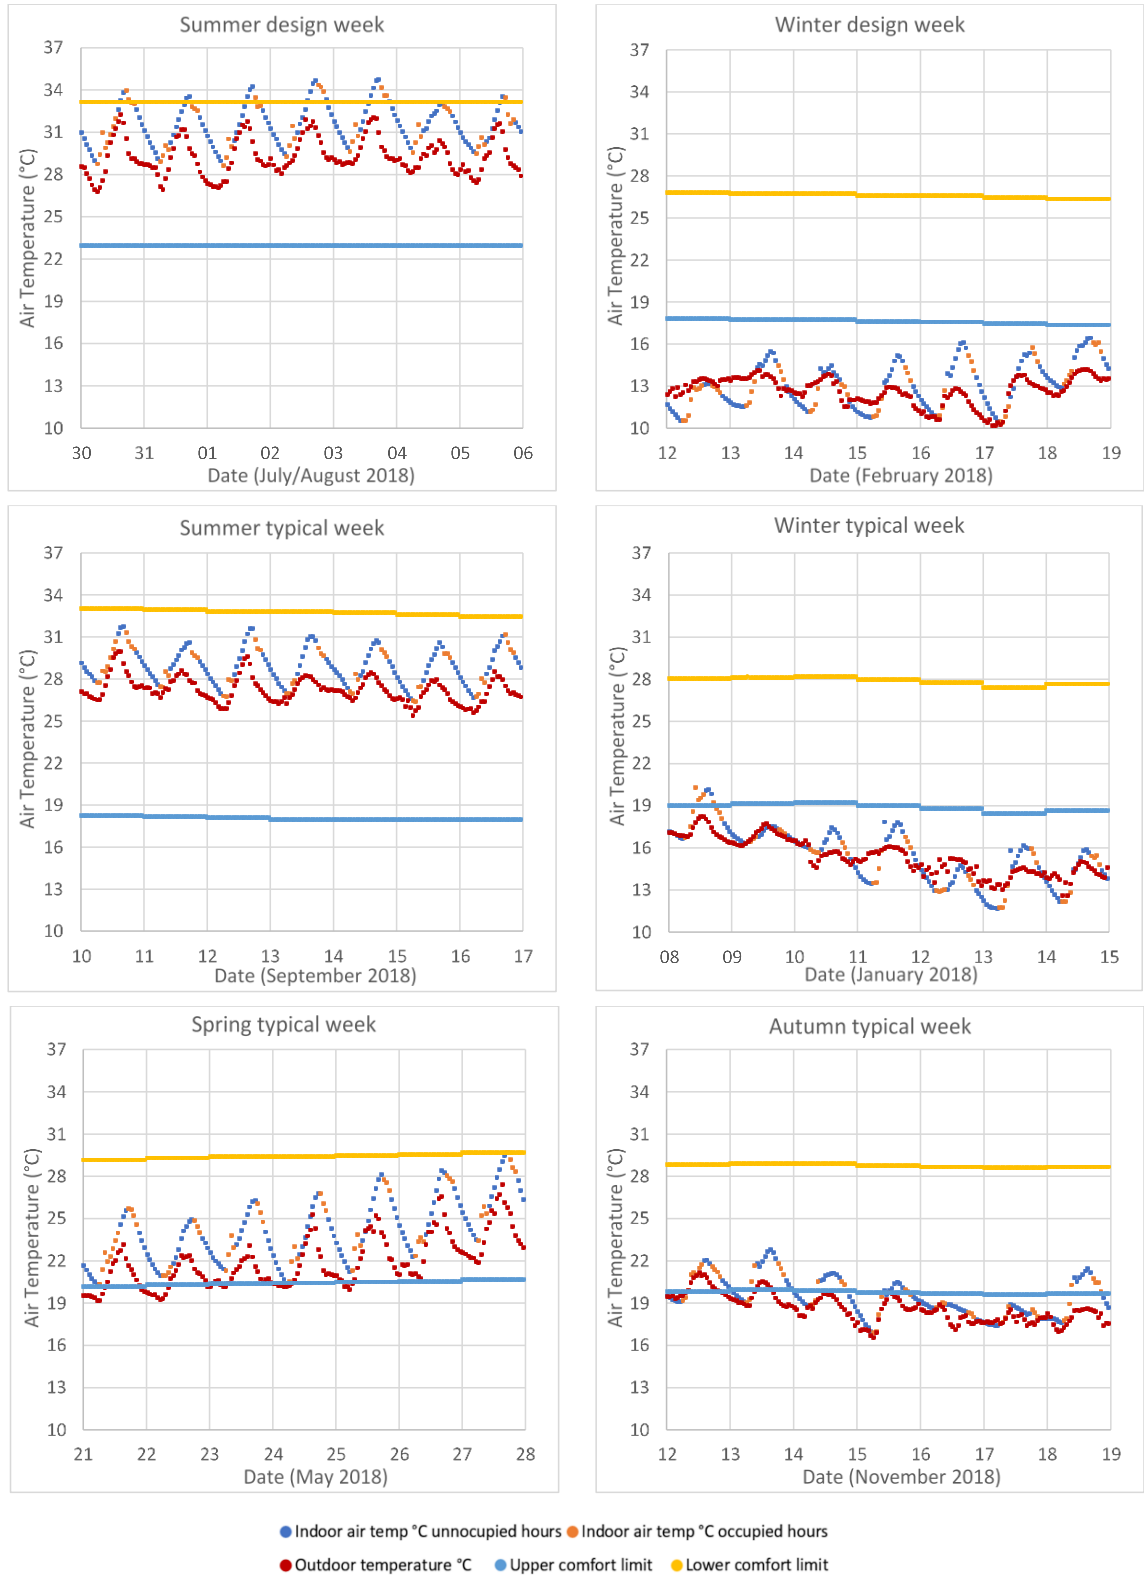 Summer design week
37
34
31
28
25
22
19
16
13
10
Air Temperature (°C)
30 31 01 02 03 04 05 06
Date (July/August 2018)
Winter design week
37
34
31
28
25
22
19
16
13
10
Air Temperature (°C)
12 13 14 15 16 17 18 19
Date (February 2018)
Summer typical week
37
34
31
28
25
22
19
16
13
10
Air Temperature (°C)
10 11 12 13 14 15 16 17
Date (September 2018)
Winter typical week
37
34
31
28
25
22
19
16
13
10
Air Temperature (°C)
08 09 10 11 12 13 14 15
Date (January 2018)
Spring typical week
37
34
31
28
25
22
19
16
13
10
Air Temperature (°C)
21 22 23 24 25 26 27 28
Date (May 2018)
Autumn typical week
37
34
31
28
25
22
19
16
13
10
Air Temperature (°C)
12 13 14 15 16 17 18 19
Date (November 2018)
Indoor air temp °C unnocupied hours Indoor air temp °C occupied hours
Outdoor temperature °C Upper comfort limit Lower comfort limit